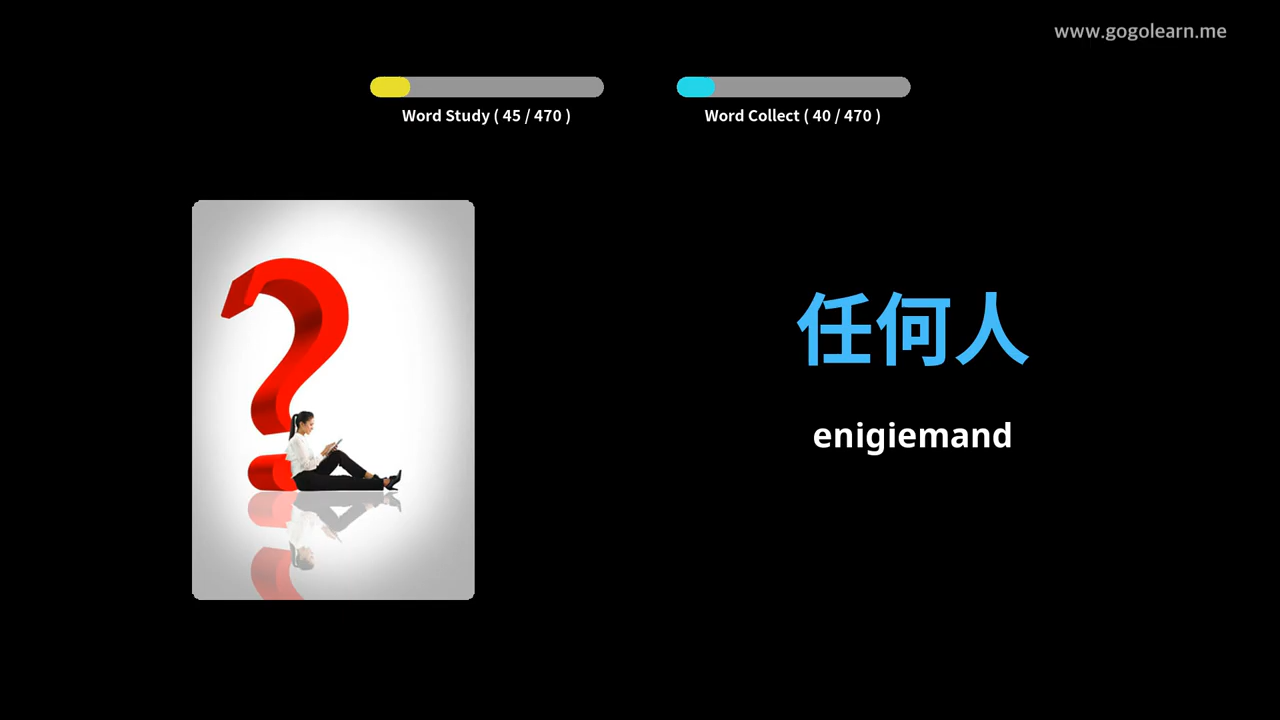 www.gogolearn.me
Word Study ( 45 / 470 )
Word Collect ( 40 / 470 )
任何人
enigiemand